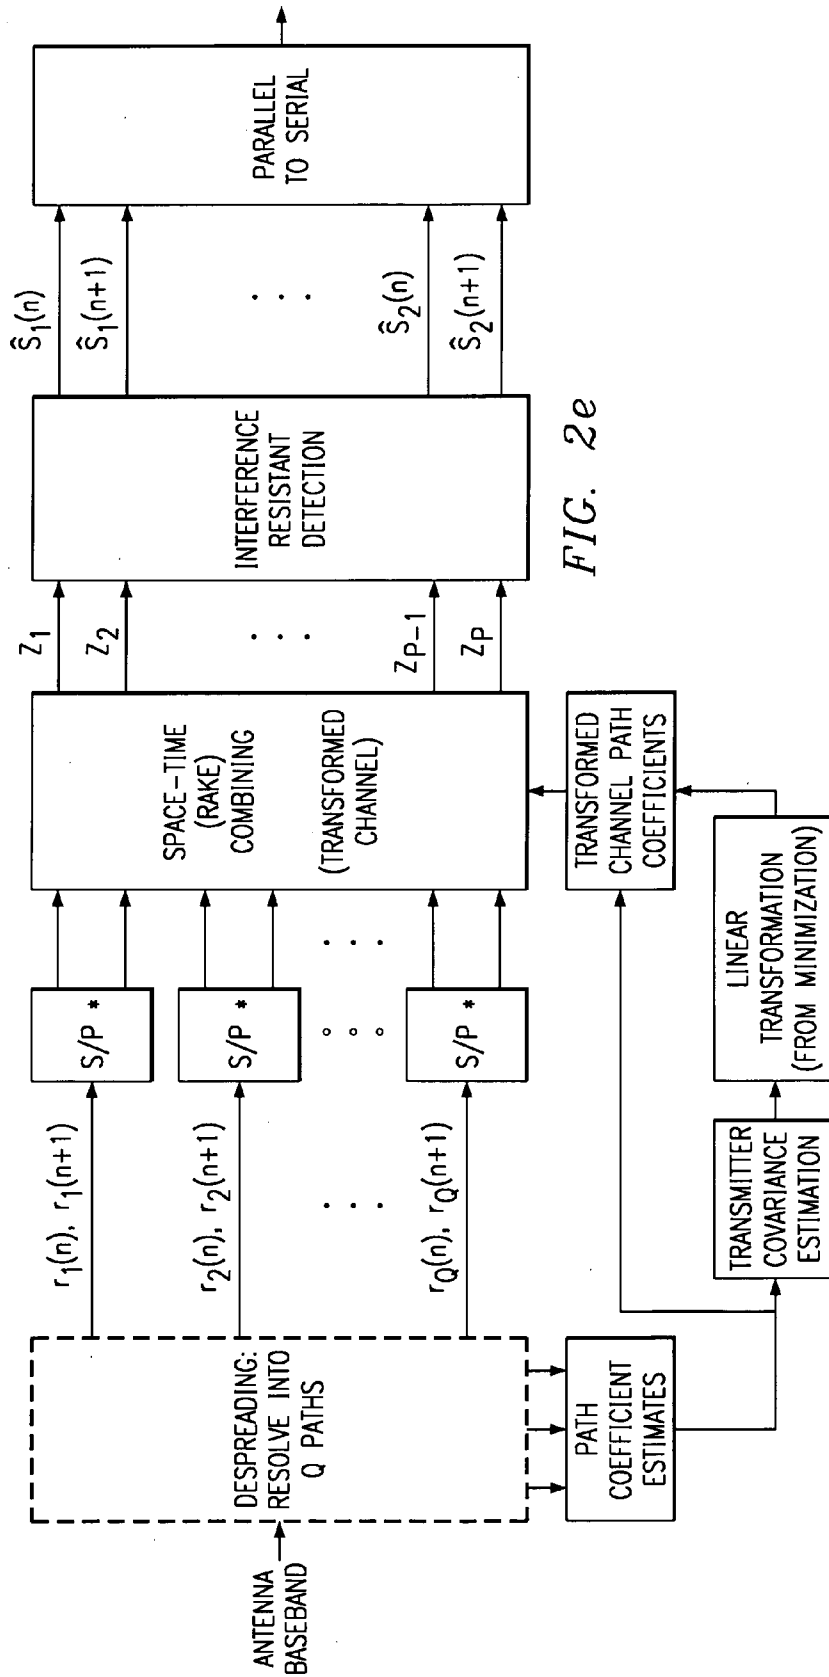 ANTENNA
BASEBAND
DESPREADING:
RESOLVE INTO
Q PATHS
PATH
COEFFICIENT
ESTIMATES
r1(n), r1(n+1)
r2(n), r2(n+1)
. . .
rQ(n), rQ(n+1)
S/P *
S/P *
S/P *
TRANSMITTER
COVARIANCE
ESTIMATION
LINEAR
TRANSFORMATION
(FROM MINIMIZATION)
TRANSFORMED
CHANNEL PATH
COEFFICIENTS
SPACE-TIME
(RAKE)
COMBINING
(TRANSFORMED
CHANNEL)
Z1
Z2
. . .
ZP-1
ZP
INTERFERENCE
RESISTANT
DETECTION
Ŝ1(n)
Ŝ1(n+1)
. . .
Ŝ2(n)
Ŝ2(n+1)
PARALLEL
TO SERIAL
FIG. 2e